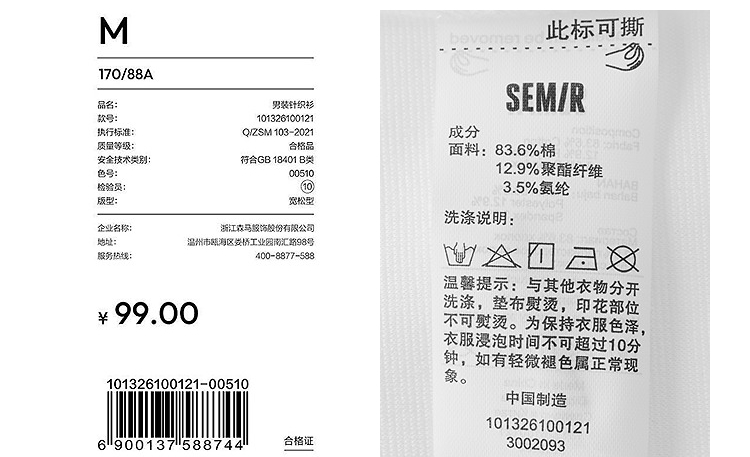 M
170/88A
品名: 男装针织衫
款号: 101326100121
执行标准: Q/ZSM 103-2021
质量等级: 合格品
安全技术类别: 符合GB 18401 B类
色号: 00510
检验员: 10
版型: 宽松型
企业名称: 浙江森马服饰股份有限公司
地址: 温州市瓯海区娄桥工业园南汇路98号
服务热线: 400-8877-588
¥ 99.00
101326100121-00510
6 900137 588744
合格证
此标可撕
SEMIR
成分
面料: 83.6%棉
12.9%聚酯纤维
3.5%氨纶
洗涤说明:
温馨提示: 与其他衣物分开
洗涤, 垫布熨烫, 印花部位
不可熨烫。为保持衣服色泽,
衣服浸泡时间不可超过10分
钟, 如有轻微褪色属正常现
象。
中国制造
101326100121
3002093